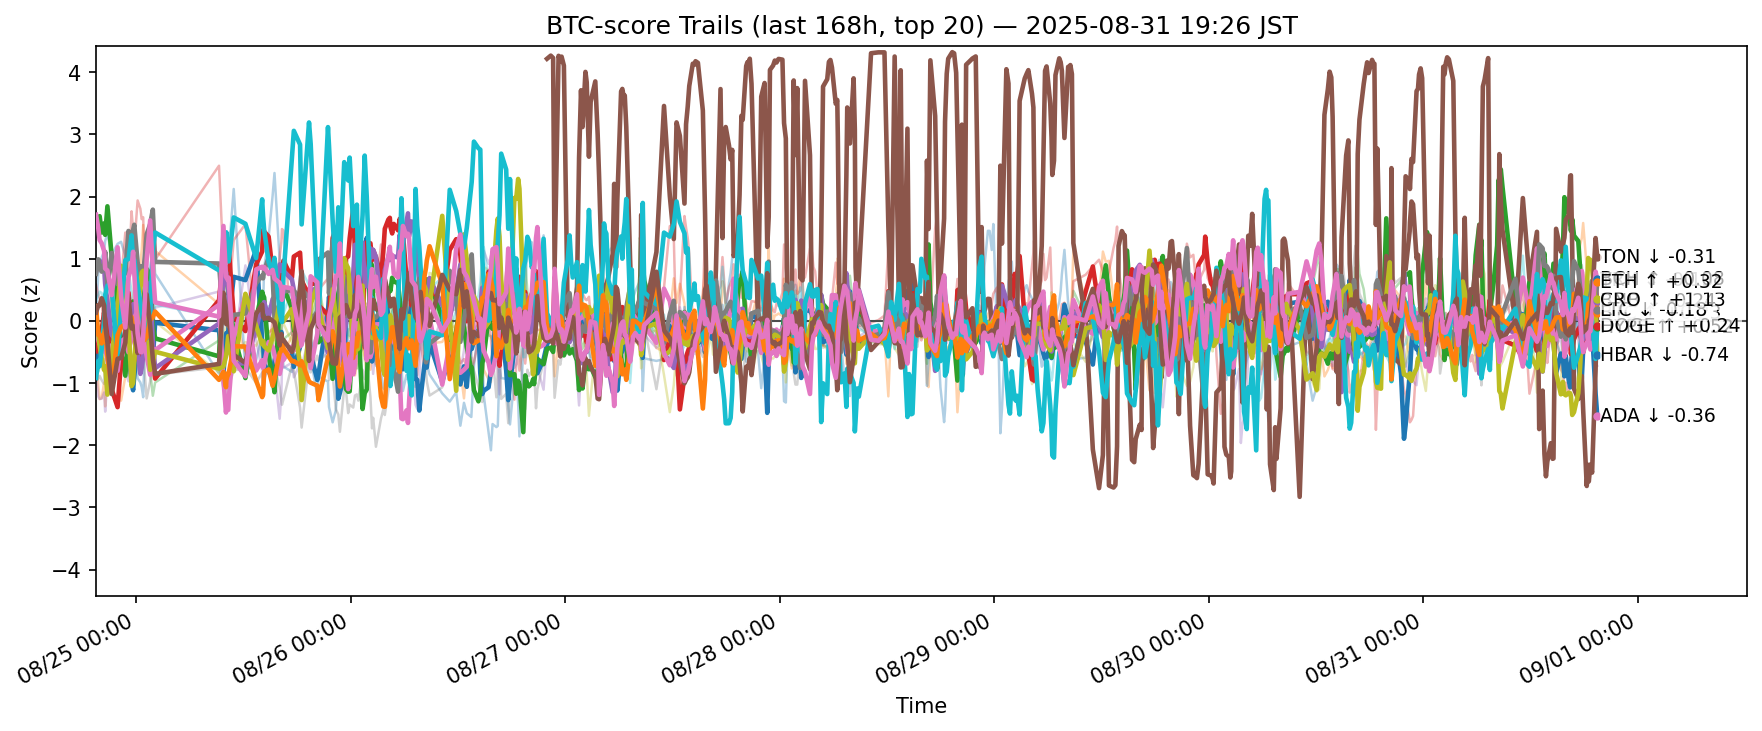 BTC-score Trails (last 168h, top 20) — 2025-08-31 19:26 JST
Score (z)
4
3
2
1
0
−1
−2
−3
−4
TON ↓ -0.31
ETH ↑ +0.32
CRO ↑ +1.13
LTC ↓ -0.18
DOGE ↑ +0.24
HBAR ↓ -0.74
ADA ↓ -0.36
08/25 00:00
08/26 00:00
08/27 00:00
08/28 00:00
08/29 00:00
08/30 00:00
08/31 00:00
09/01 00:00
Time